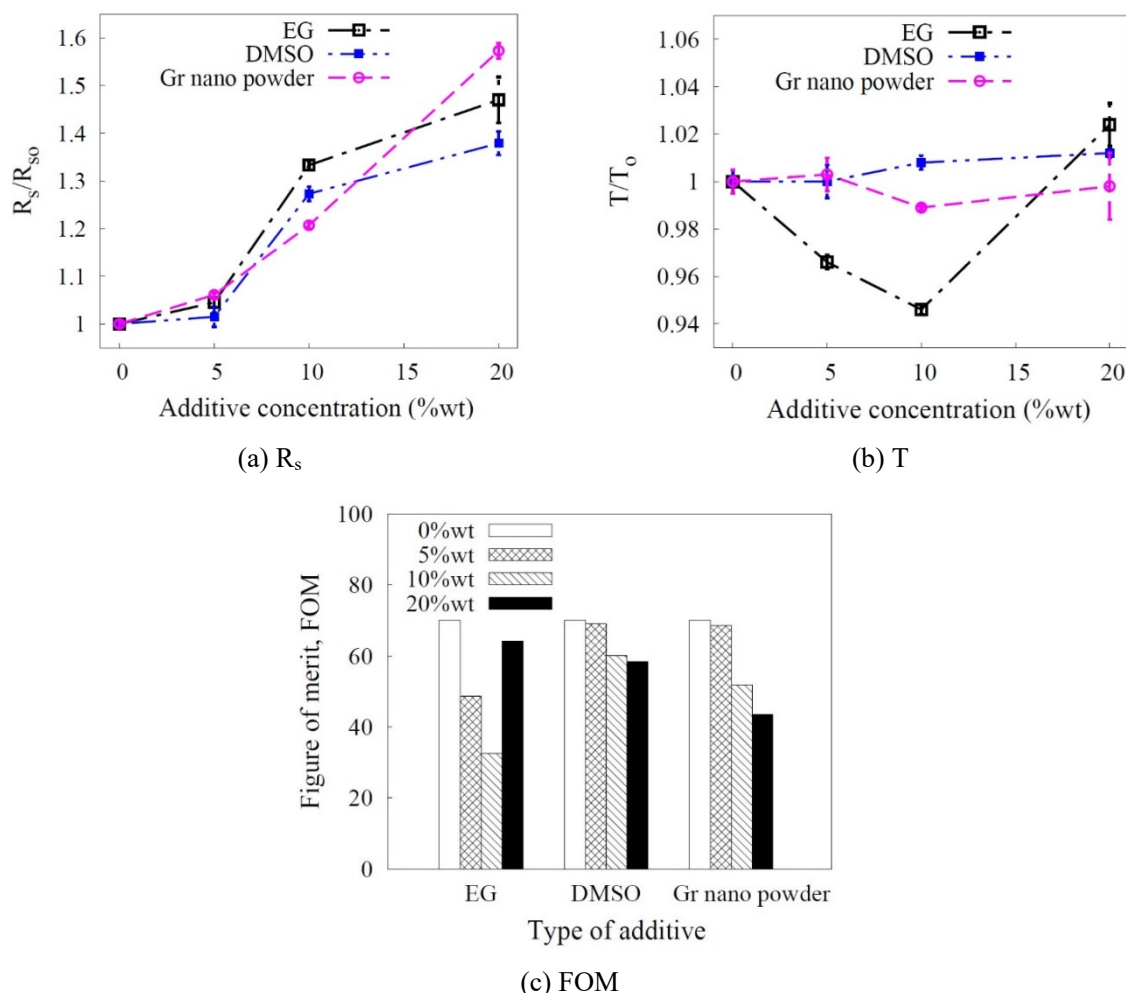 EG
DMSO
Gr nano powder
1.6
1.5
1.4
1.3
1.2
1.1
1
R_s/R_so
0 5 10 15 20
Additive concentration (%wt)
(a) R_s
EG
DMSO
Gr nano powder
1.06
1.04
1.02
1
0.98
0.96
0.94
T/T_o
0 5 10 15 20
Additive concentration (%wt)
(b) T
0%wt
5%wt
10%wt
20%wt
100
80
60
40
20
0
Figure of merit, FOM
EG DMSO Gr nano powder
Type of additive
(c) FOM